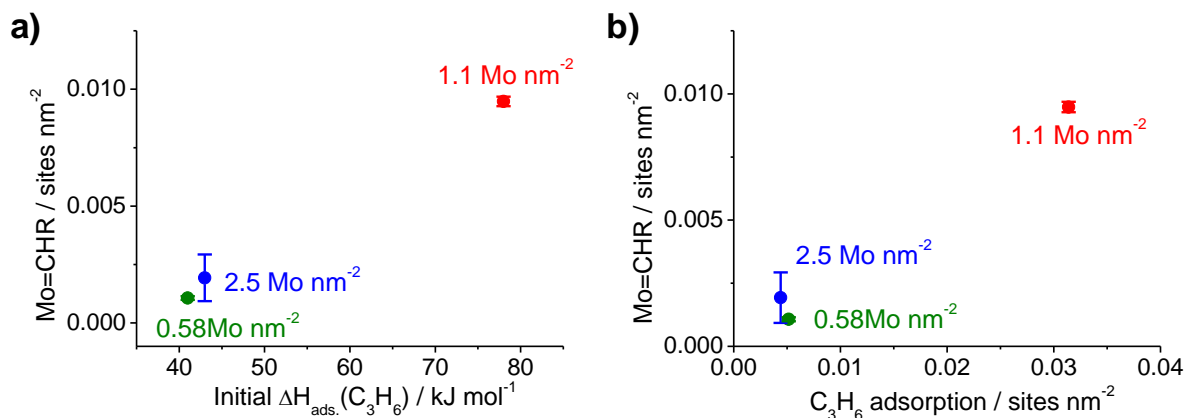 a)
Mo=CHR / sites nm⁻²
0.010
0.005
0.000
1.1 Mo nm⁻²
2.5 Mo nm⁻²
0.58Mo nm⁻²
40 50 60 70 80
Initial ΔH_ads.(C₃H₆) / kJ mol⁻¹
b)
Mo=CHR / sites nm⁻²
0.010
0.005
0.000
1.1 Mo nm⁻²
2.5 Mo nm⁻²
0.58Mo nm⁻²
0.00 0.01 0.02 0.03 0.04
C₃H₆ adsorption / sites nm⁻²